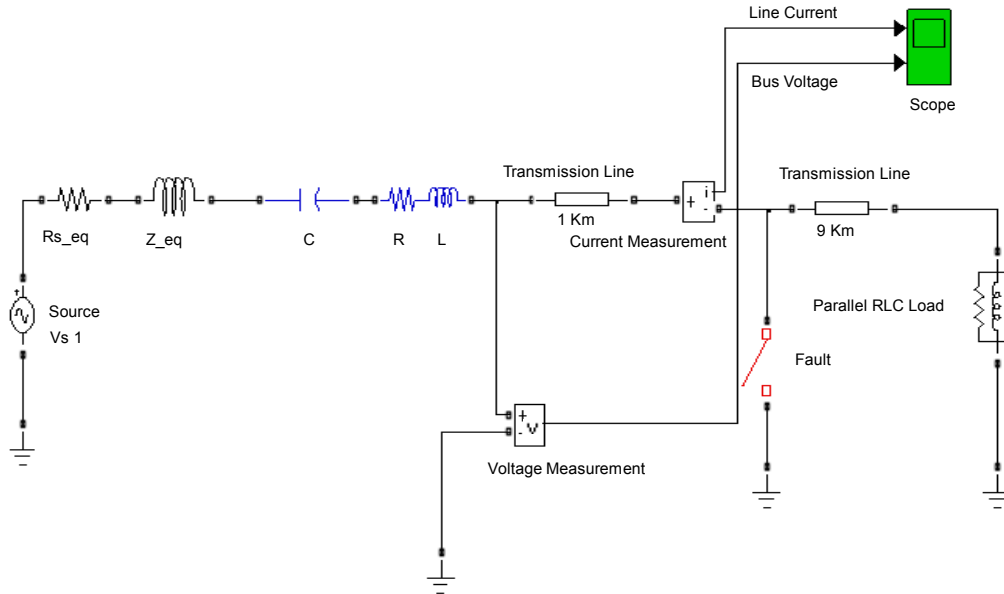 Line Current
Bus Voltage
Scope
Transmission Line
Transmission Line
i
+ -
1 Km
9 Km
Current Measurement
Rs_eq
Z_eq
C
R
L
Source
Vs 1
Parallel RLC Load
Fault
+
-
v
Voltage Measurement